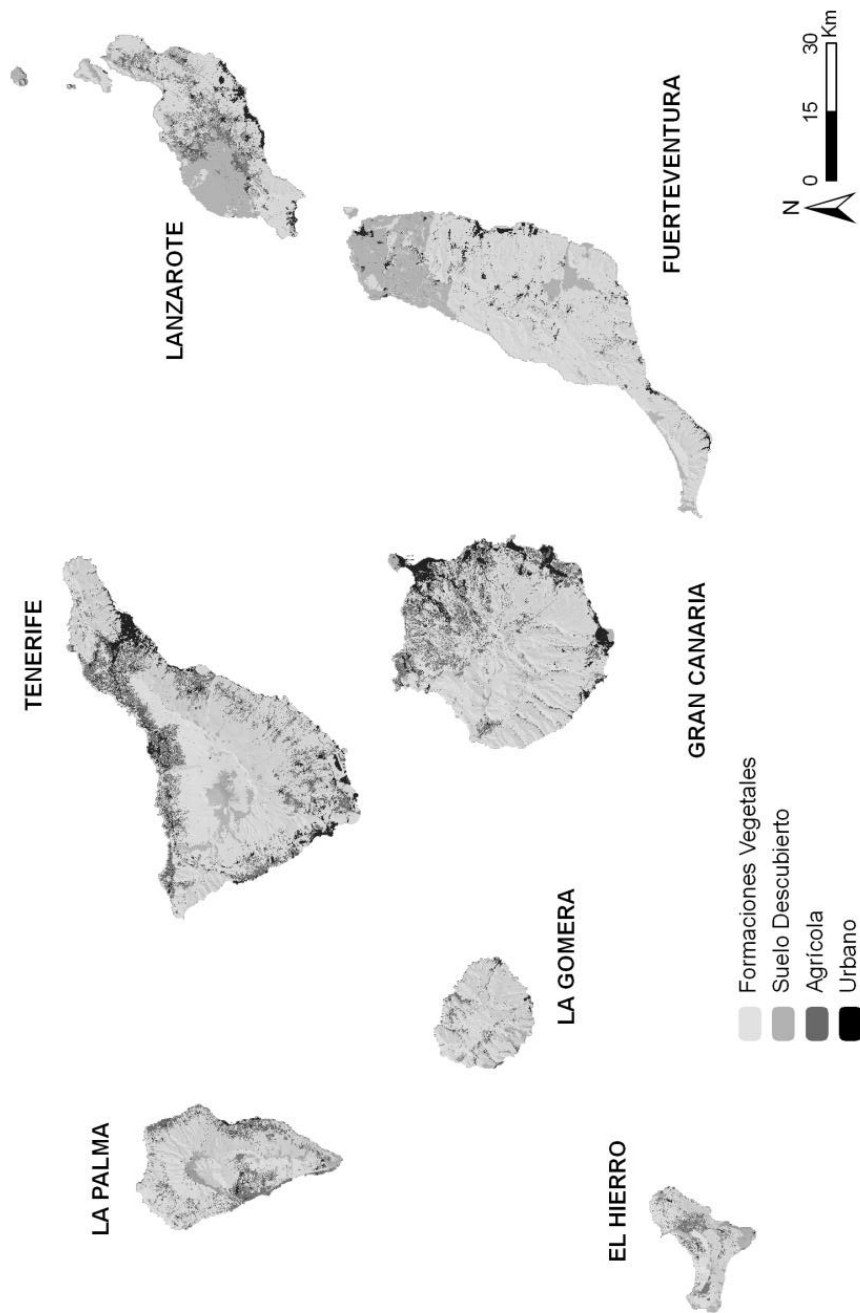 LA PALMA
TENERIFE
LANZAROTE
EL HIERRO
LA GOMERA
GRAN CANARIA
FUERTEVENTURA
Formaciones Vegetales
Suelo Descubierto
Agrícola
Urbano
N
0 15 30
Km